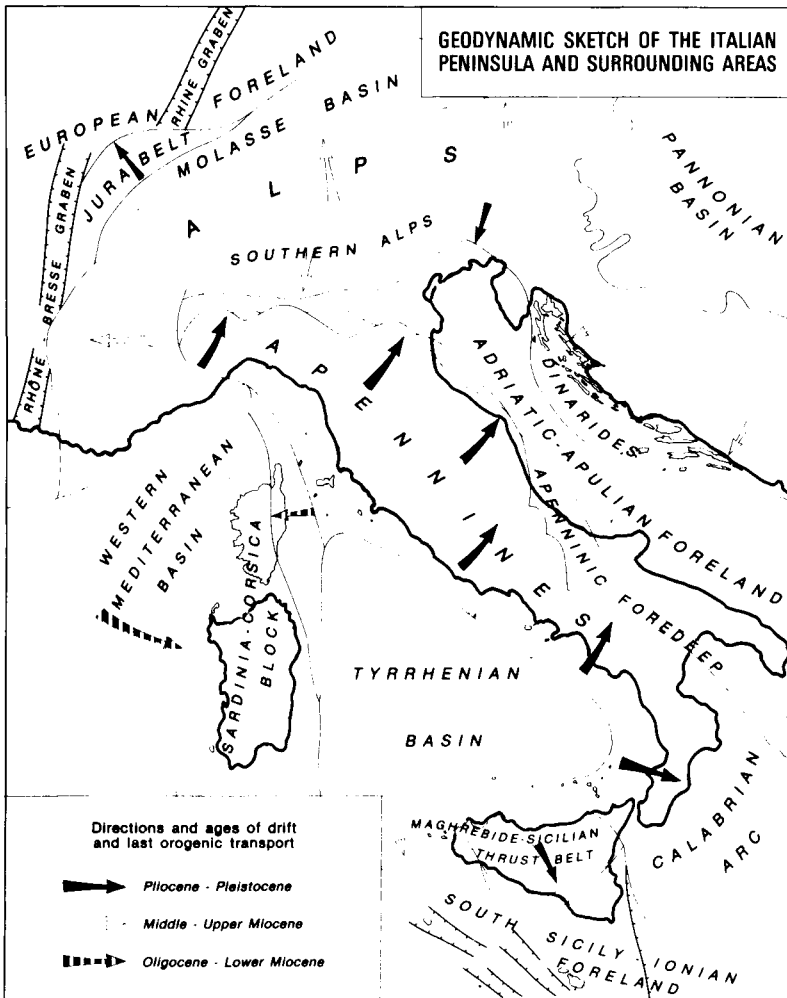 GEODYNAMIC SKETCH OF THE ITALIAN
PENINSULA AND SURROUNDING AREAS
RHINE GRABEN
EUROPEAN FORELAND
JURA BELT
MOLASSE BASIN
BRESSE GRABEN
RHÔNE
ALPS
SOUTHERN ALPS
PANNONIAN
BASIN
APENNINES
DINARIDES
ADRIATIC-APULIAN FORELAND
APENNINIC FOREDEEP
WESTERN
MEDITERRANEAN
BASIN
SARDINIA-CORSICA
BLOCK
TYRRHENIAN
BASIN
CALABRIAN
ARC
MAGHREBIDE-SICILIAN
THRUST BELT
SOUTH SICILY-IONIAN
FORELAND
Directions and ages of drift
and last orogenic transport
Pliocene - Pleistocene
Middle - Upper Miocene
Oligocene - Lower Miocene